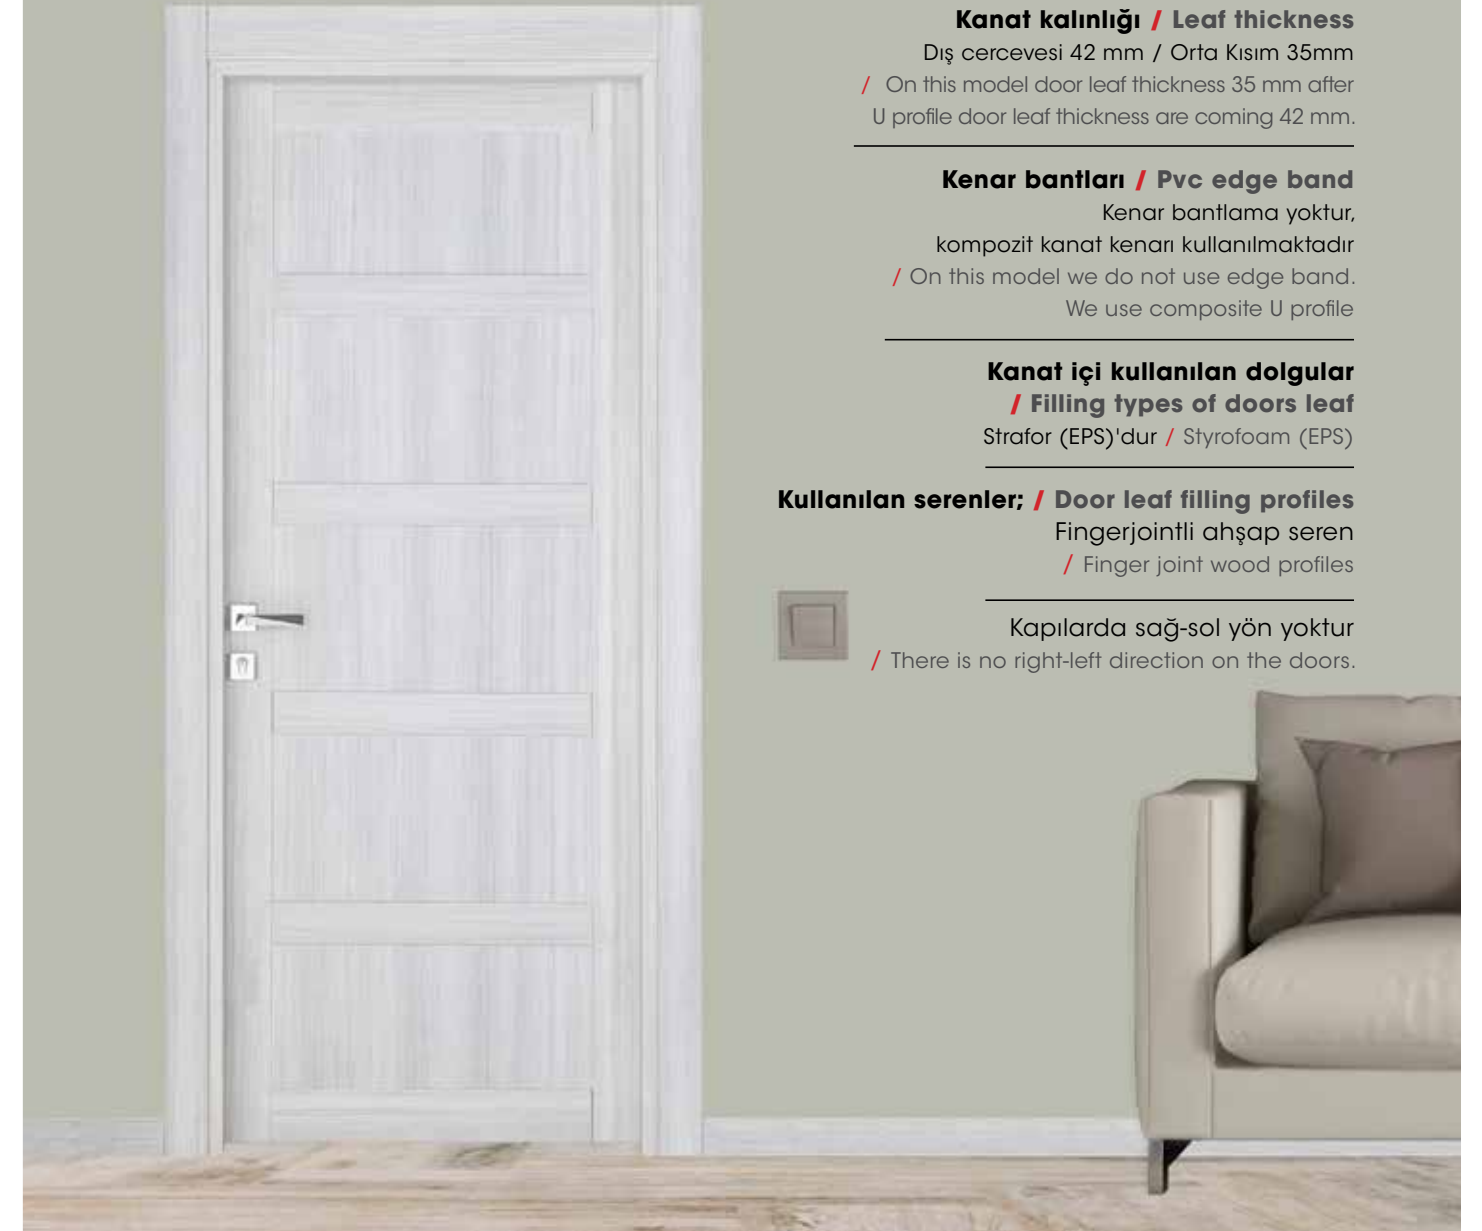 Kanat kalınlığı / Leaf thickness
Dış cercevesi 42 mm / Orta Kısım 35mm
/ On this model door leaf thickness 35 mm after
U profile door leaf thickness are coming 42 mm.
Kenar bantları / Pvc edge band
Kenar bantlama yoktur,
kompozit kanat kenarı kullanılmaktadır
/ On this model we do not use edge band.
We use composite U profile
Kanat içi kullanılan dolgular
/ Filling types of doors leaf
Strafor (EPS)'dur / Styrofoam (EPS)
Kullanılan serenler; / Door leaf filling profiles
Fingerjointli ahşap seren
/ Finger joint wood profiles
Kapılarda sağ-sol yön yoktur
/ There is no right-left direction on the doors.